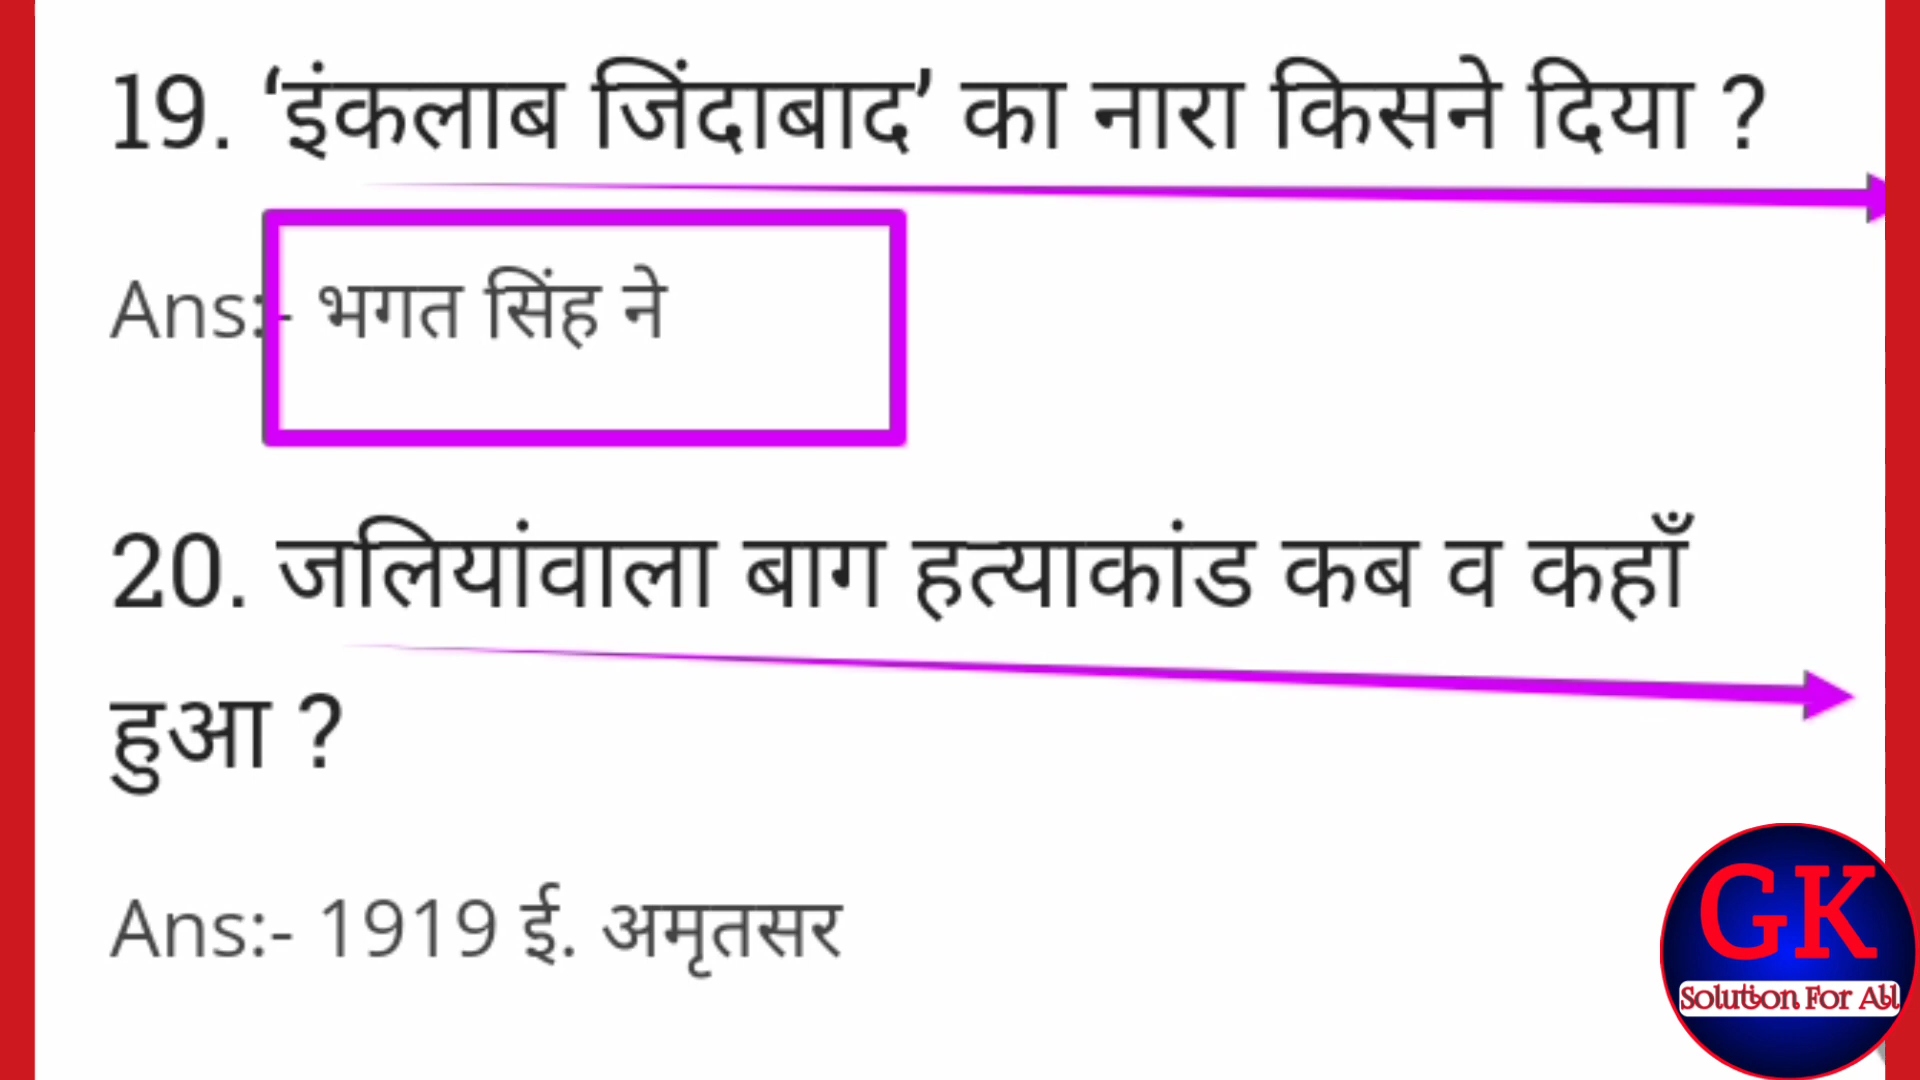 19. ‘इंकलाब जिंदाबाद’ का नारा किसने दिया ?
Ans:- भगत सिंह ने
20. जलियांवाला बाग हत्याकांड कब व कहाँ
हुआ ?
Ans:- 1919 ई. अमृतसर
GK
Solution For All